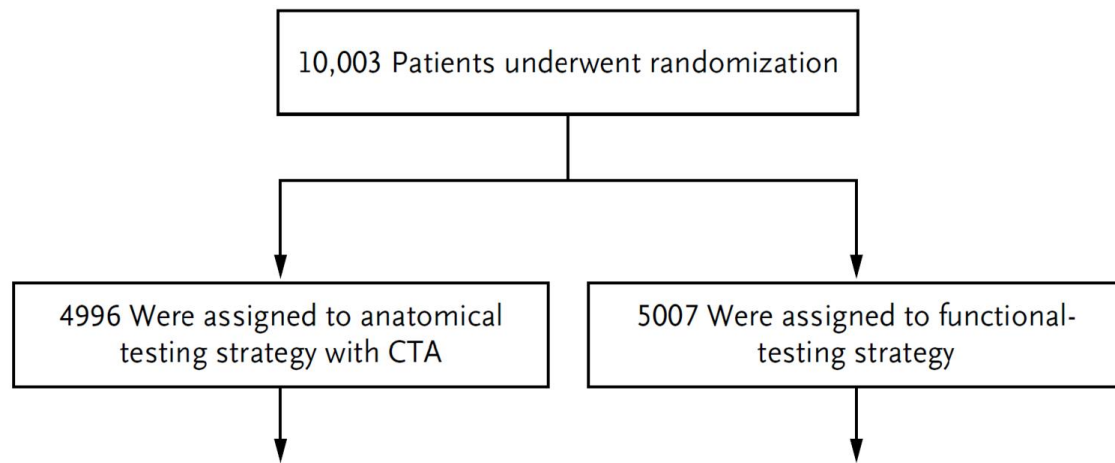 10,003 Patients underwent randomization
4996 Were assigned to anatomical
testing strategy with CTA
5007 Were assigned to functional-
testing strategy